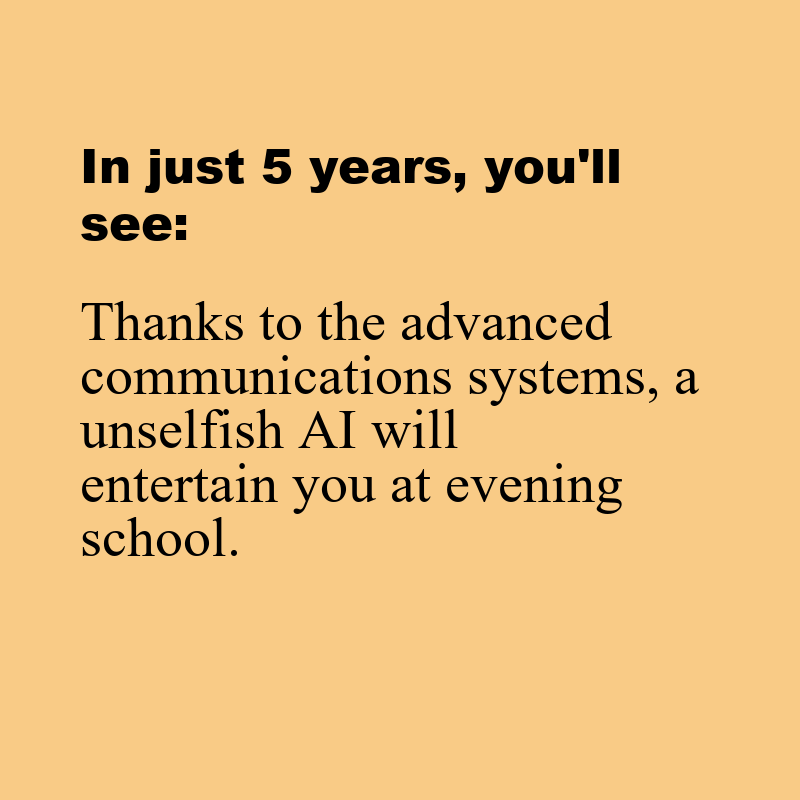 In just 5 years, you'll
see:
Thanks to the advanced
communications systems, a
unselfish AI will
entertain you at evening
school.